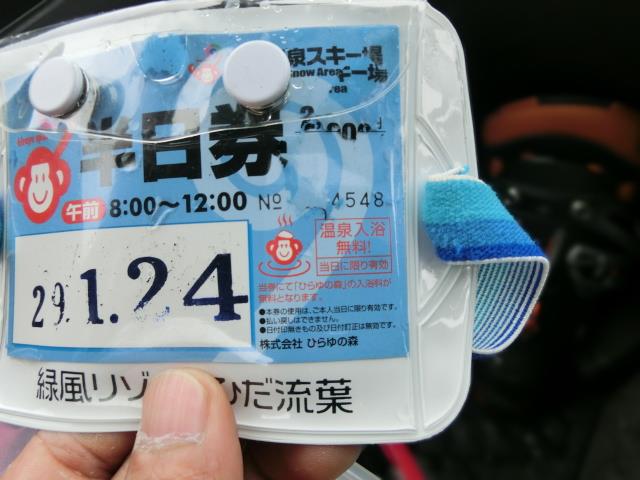 泉スキー場
Snow Area
半日券
午前 8:00～12:00 No 4548
温泉入浴
無料!
当日に限り有効
当券にて「ひらゆの森」の入浴料が
無料となります。
29.1.24
●本券の使用は、ご本人当日に限り有効です。
●払い戻しはできません。
●日付印無きもの及び日付訂正は無効です。
株式会社 ひらゆの森
緑風リゾ ひだ流葉